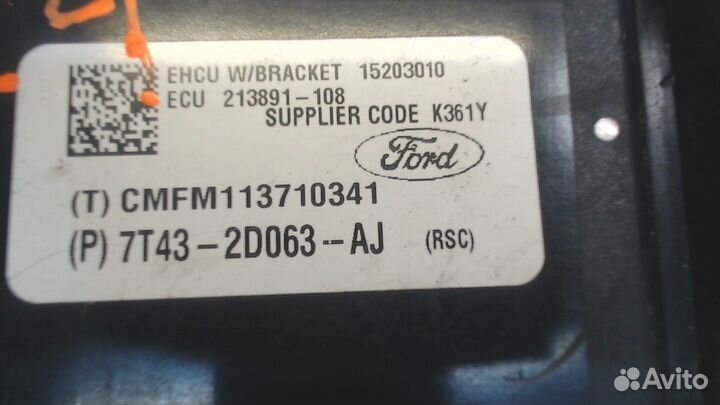 EHCU W/BRACKET 15203010
ECU 213891-108
SUPPLIER CODE K361Y
Ford
(T) CMFM113710341
(P) 7T43-2D063--AJ (RSC)
Avito